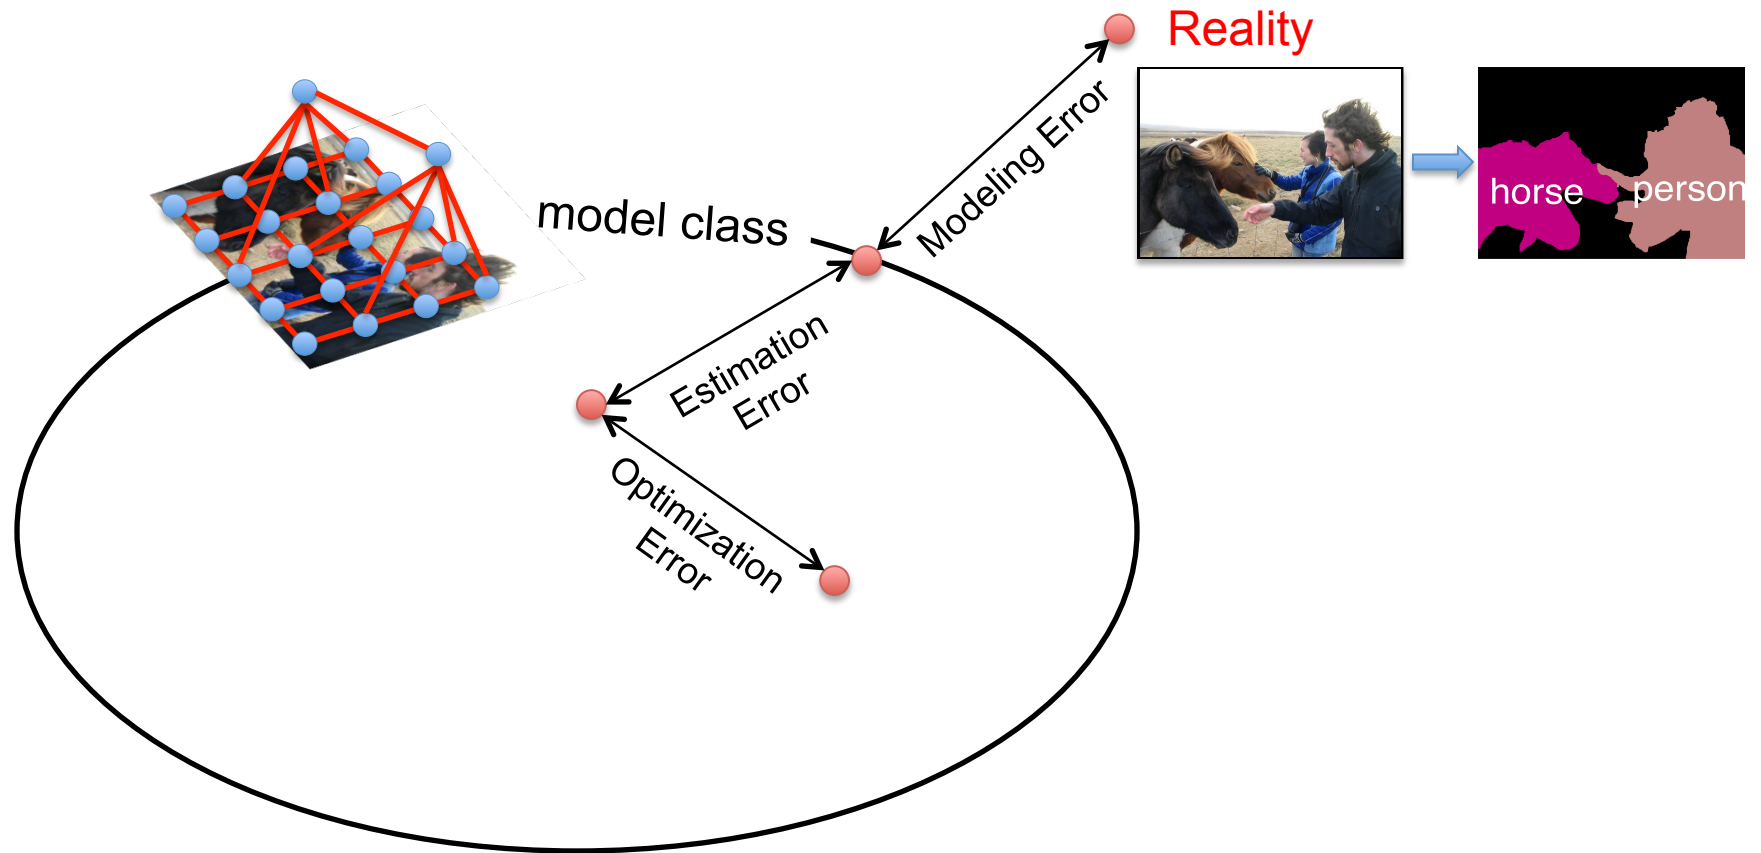 Reality
Modeling Error
horse
person
model class
Estimation
Error
Optimization
Error